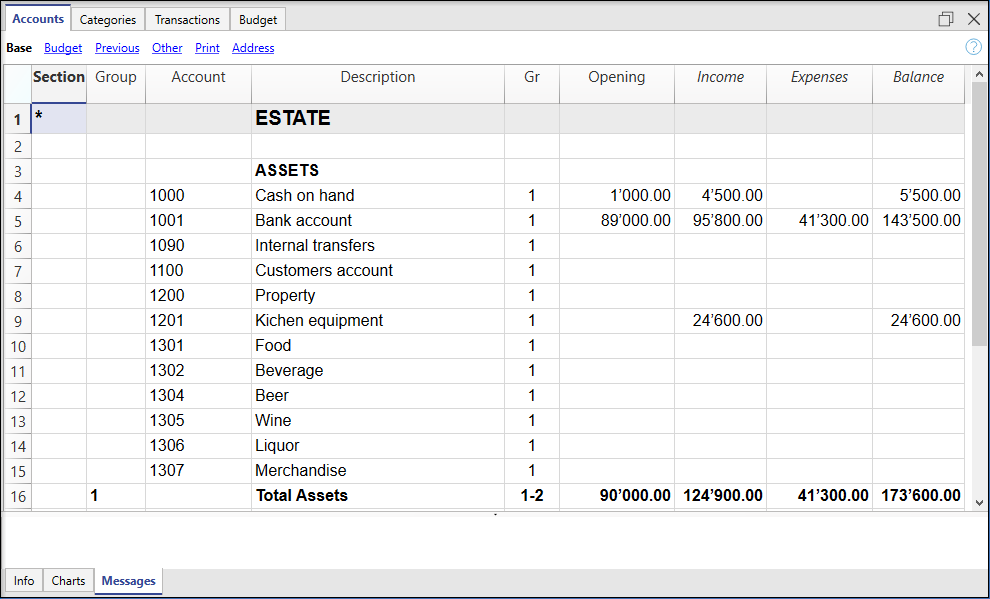 Accounts Categories Transactions Budget
Base Budget Previous Other Print Address ?
Section Group Account Description Gr Opening Income Expenses Balance
1 * ESTATE
2
3 ASSETS
4 1000 Cash on hand 1 1’000.00 4’500.00 5’500.00
5 1001 Bank account 1 89’000.00 95’800.00 41’300.00 143’500.00
6 1090 Internal transfers 1
7 1100 Customers account 1
8 1200 Property 1
9 1201 Kichen equipment 1 24’600.00 24’600.00
10 1301 Food 1
11 1302 Beverage 1
12 1304 Beer 1
13 1305 Wine 1
14 1306 Liquor 1
15 1307 Merchandise 1
16 1 Total Assets 1-2 90’000.00 124’900.00 41’300.00 173’600.00
Info Charts Messages